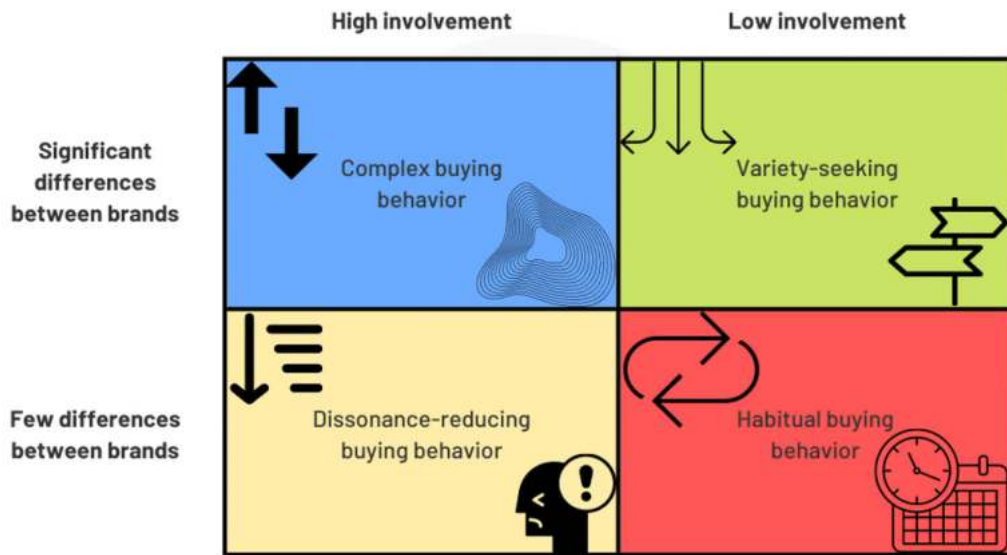 High involvement
Low involvement
Significant
differences
between brands
Complex buying
behavior
Variety-seeking
buying behavior
Few differences
between brands
Dissonance-reducing
buying behavior
Habitual buying
behavior
!